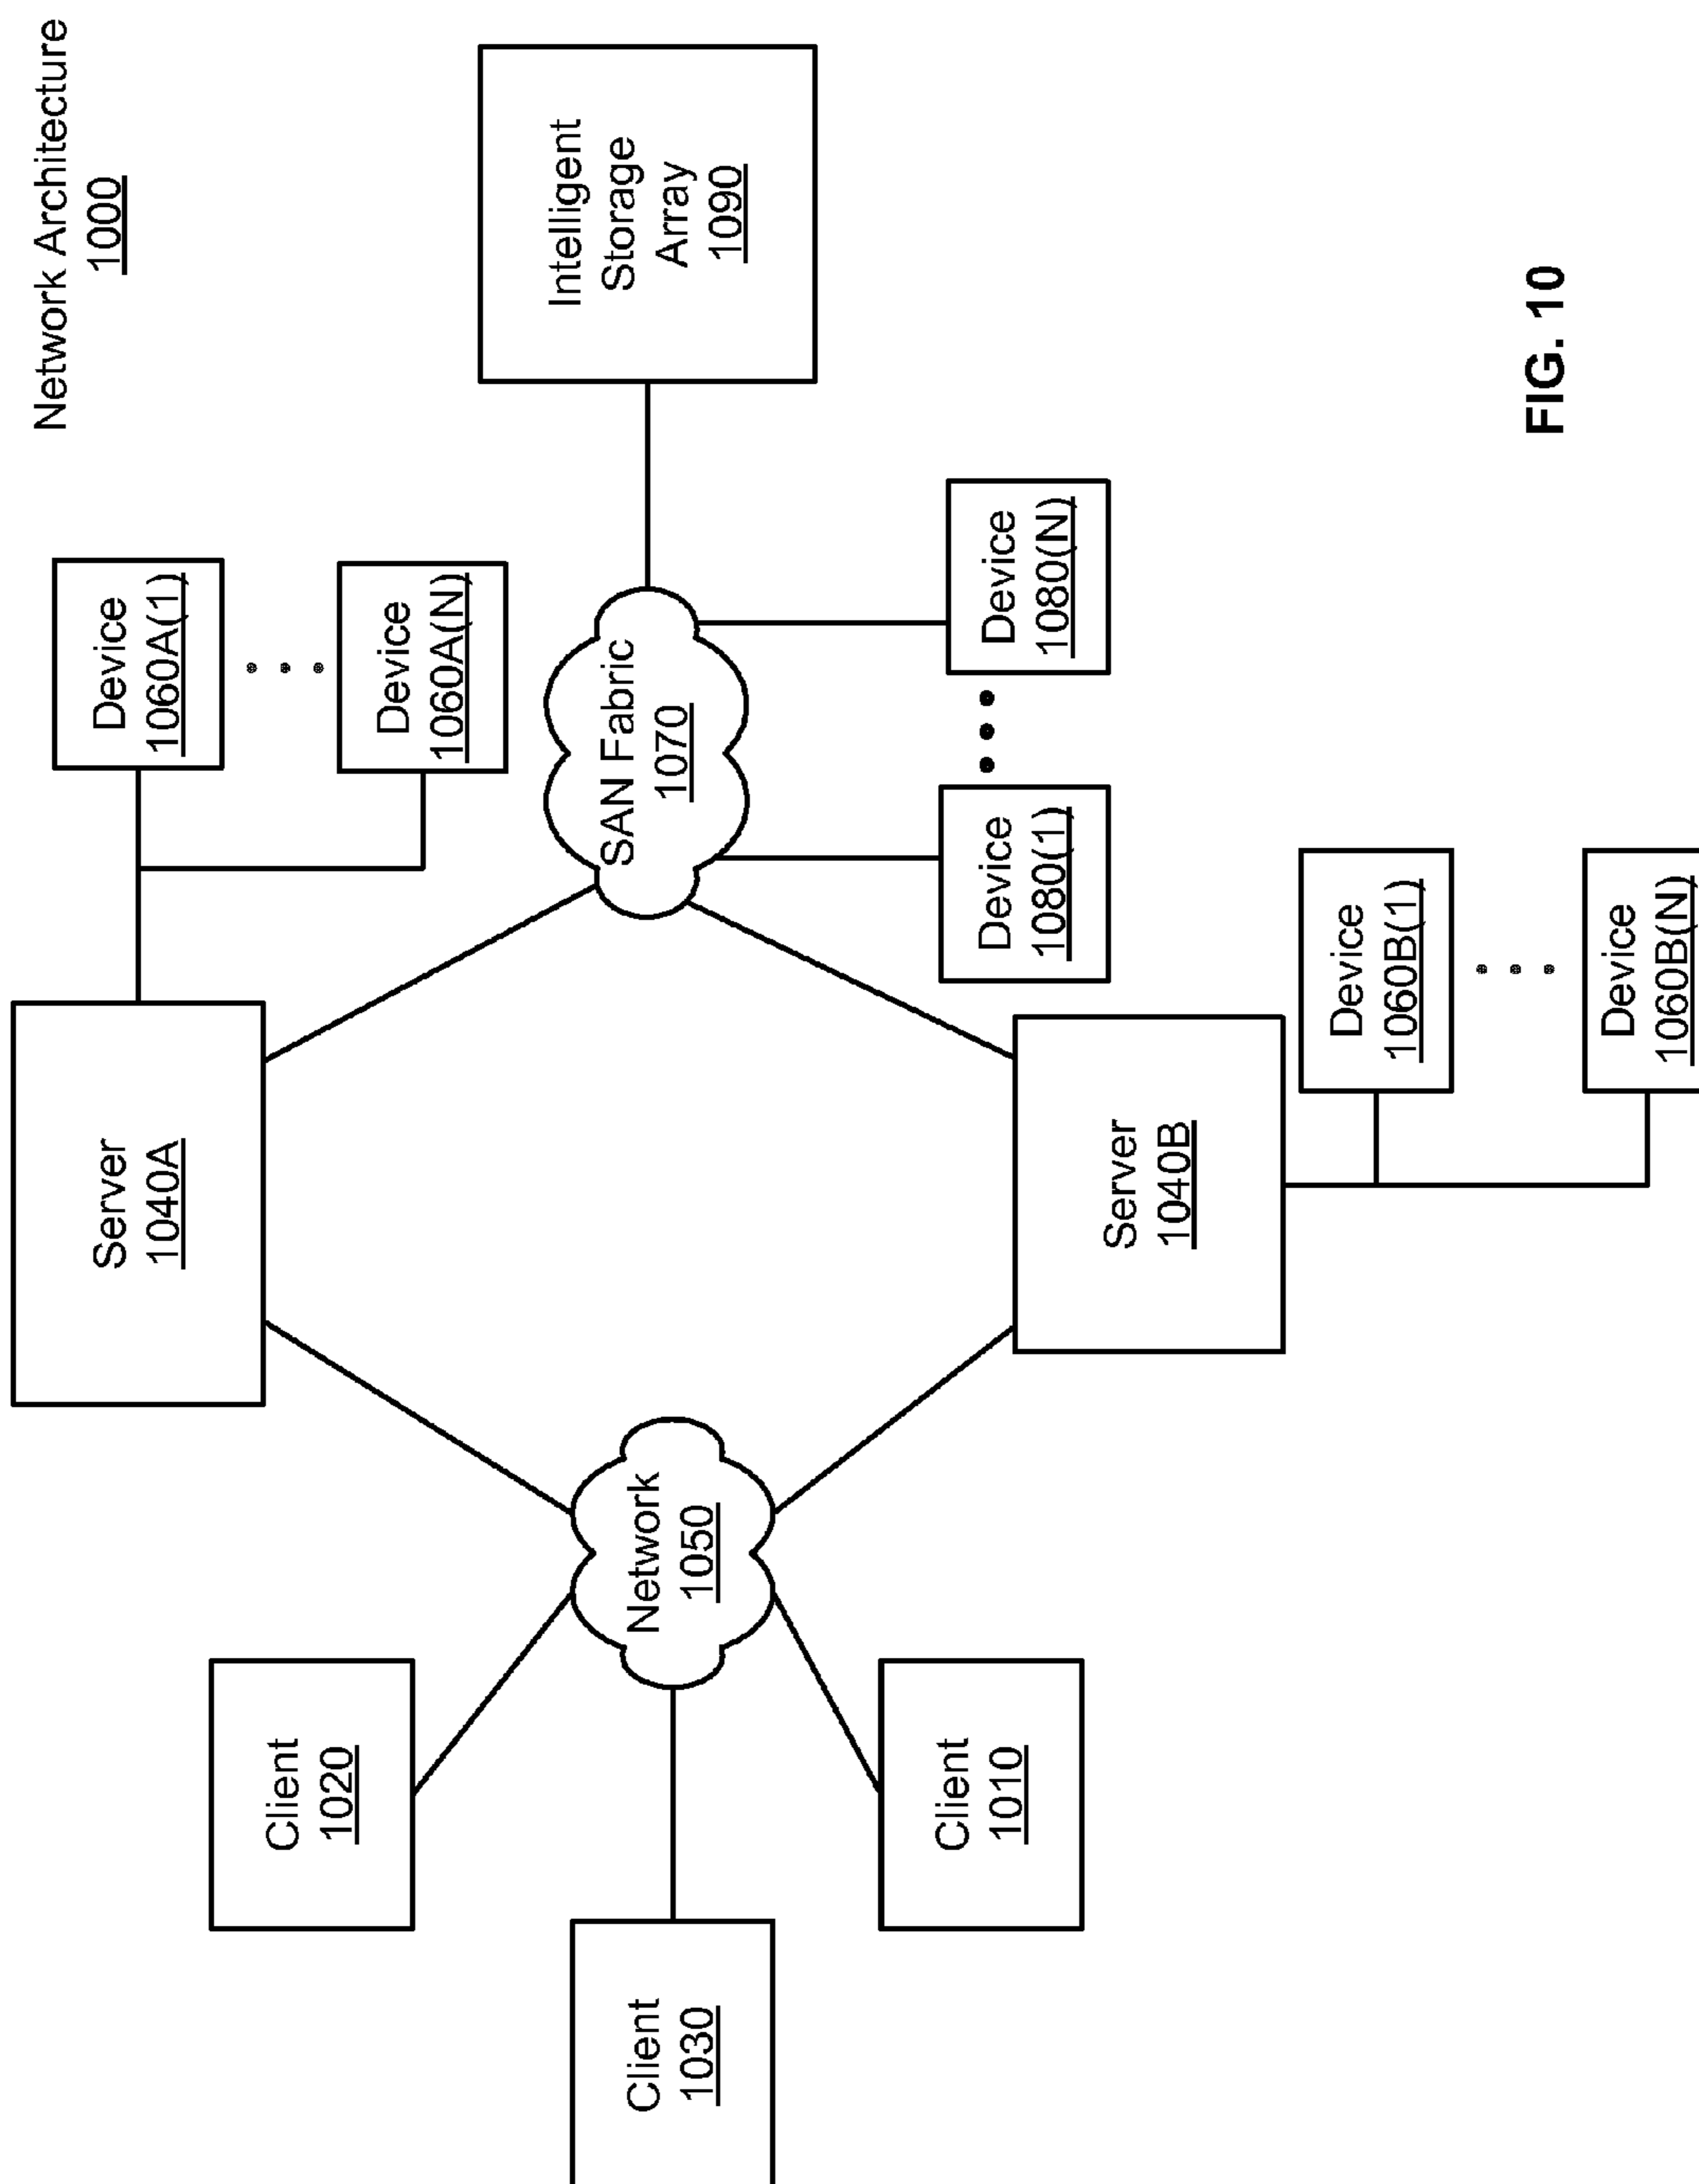 Network Architecture
1000
Device
1060A(1)
Device
1060A(N)
Server
1040A
Intelligent
Storage
Array
1090
SAN Fabric
1070
Device
1080(1)
Device
1080(N)
Client
1020
Network
1050
Client
1030
Client
1010
Server
1040B
Device
1060B(1)
Device
1060B(N)
FIG. 10